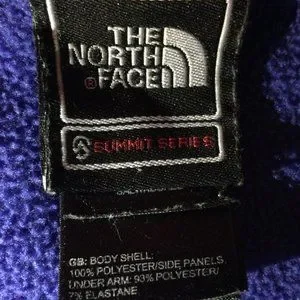 THE
NORTH
®FACE
SUMMIT SERIES
GB: BODY SHELL:
100% POLYESTER/SIDE PANELS,
UNDER ARM: 93% POLYESTER/
7% ELASTANE.